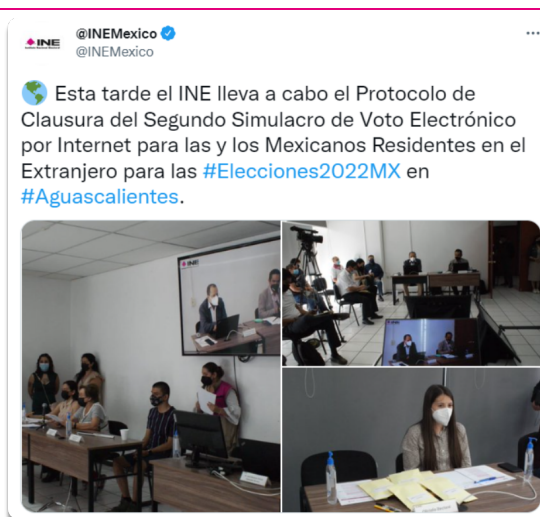 INE
@INEMexico
@INEMexico
Esta tarde el INE lleva a cabo el Protocolo de
Clausura del Segundo Simulacro de Voto Electrónico
por Internet para las y los Mexicanos Residentes en el
Extranjero para las #Elecciones2022MX en
#Aguascalientes.
INE